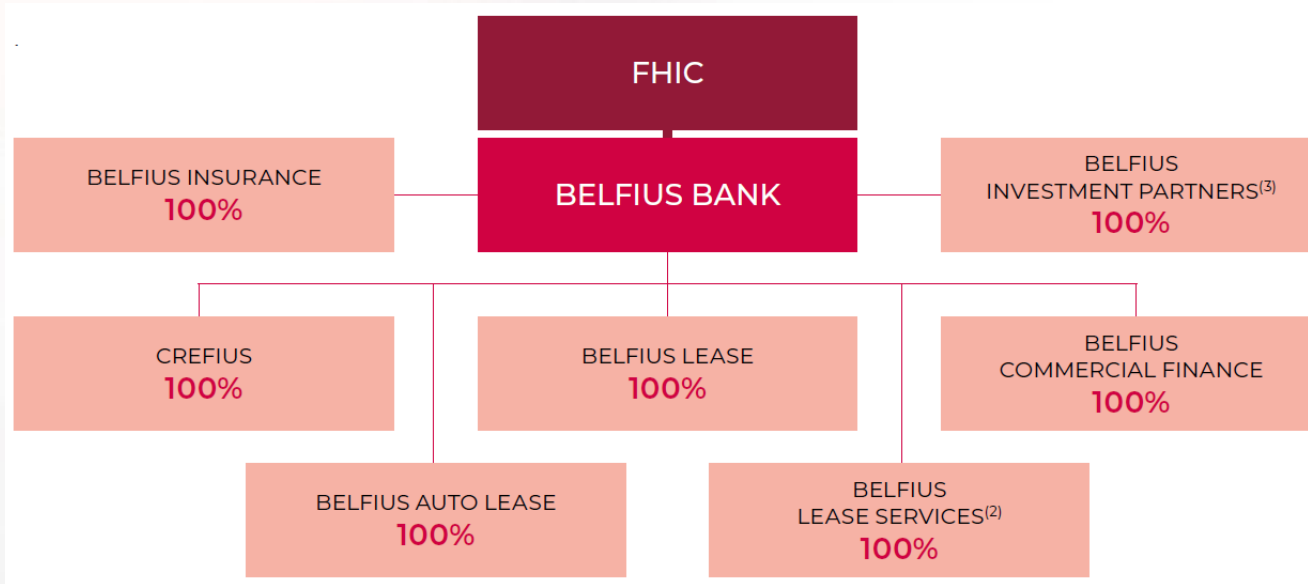 FHIC
BELFIUS INSURANCE
100%
BELFIUS BANK
BELFIUS
INVESTMENT PARTNERS(3)
100%
CREFIUS
100%
BELFIUS LEASE
100%
BELFIUS
COMMERCIAL FINANCE
100%
BELFIUS AUTO LEASE
100%
BELFIUS
LEASE SERVICES(2)
100%